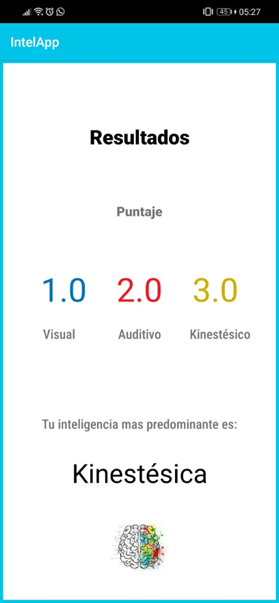 45 05:27
IntelApp
Resultados
Puntaje
1.0 2.0 3.0
Visual Auditivo Kinestésico
Tu inteligencia mas predominante es:
Kinestésica